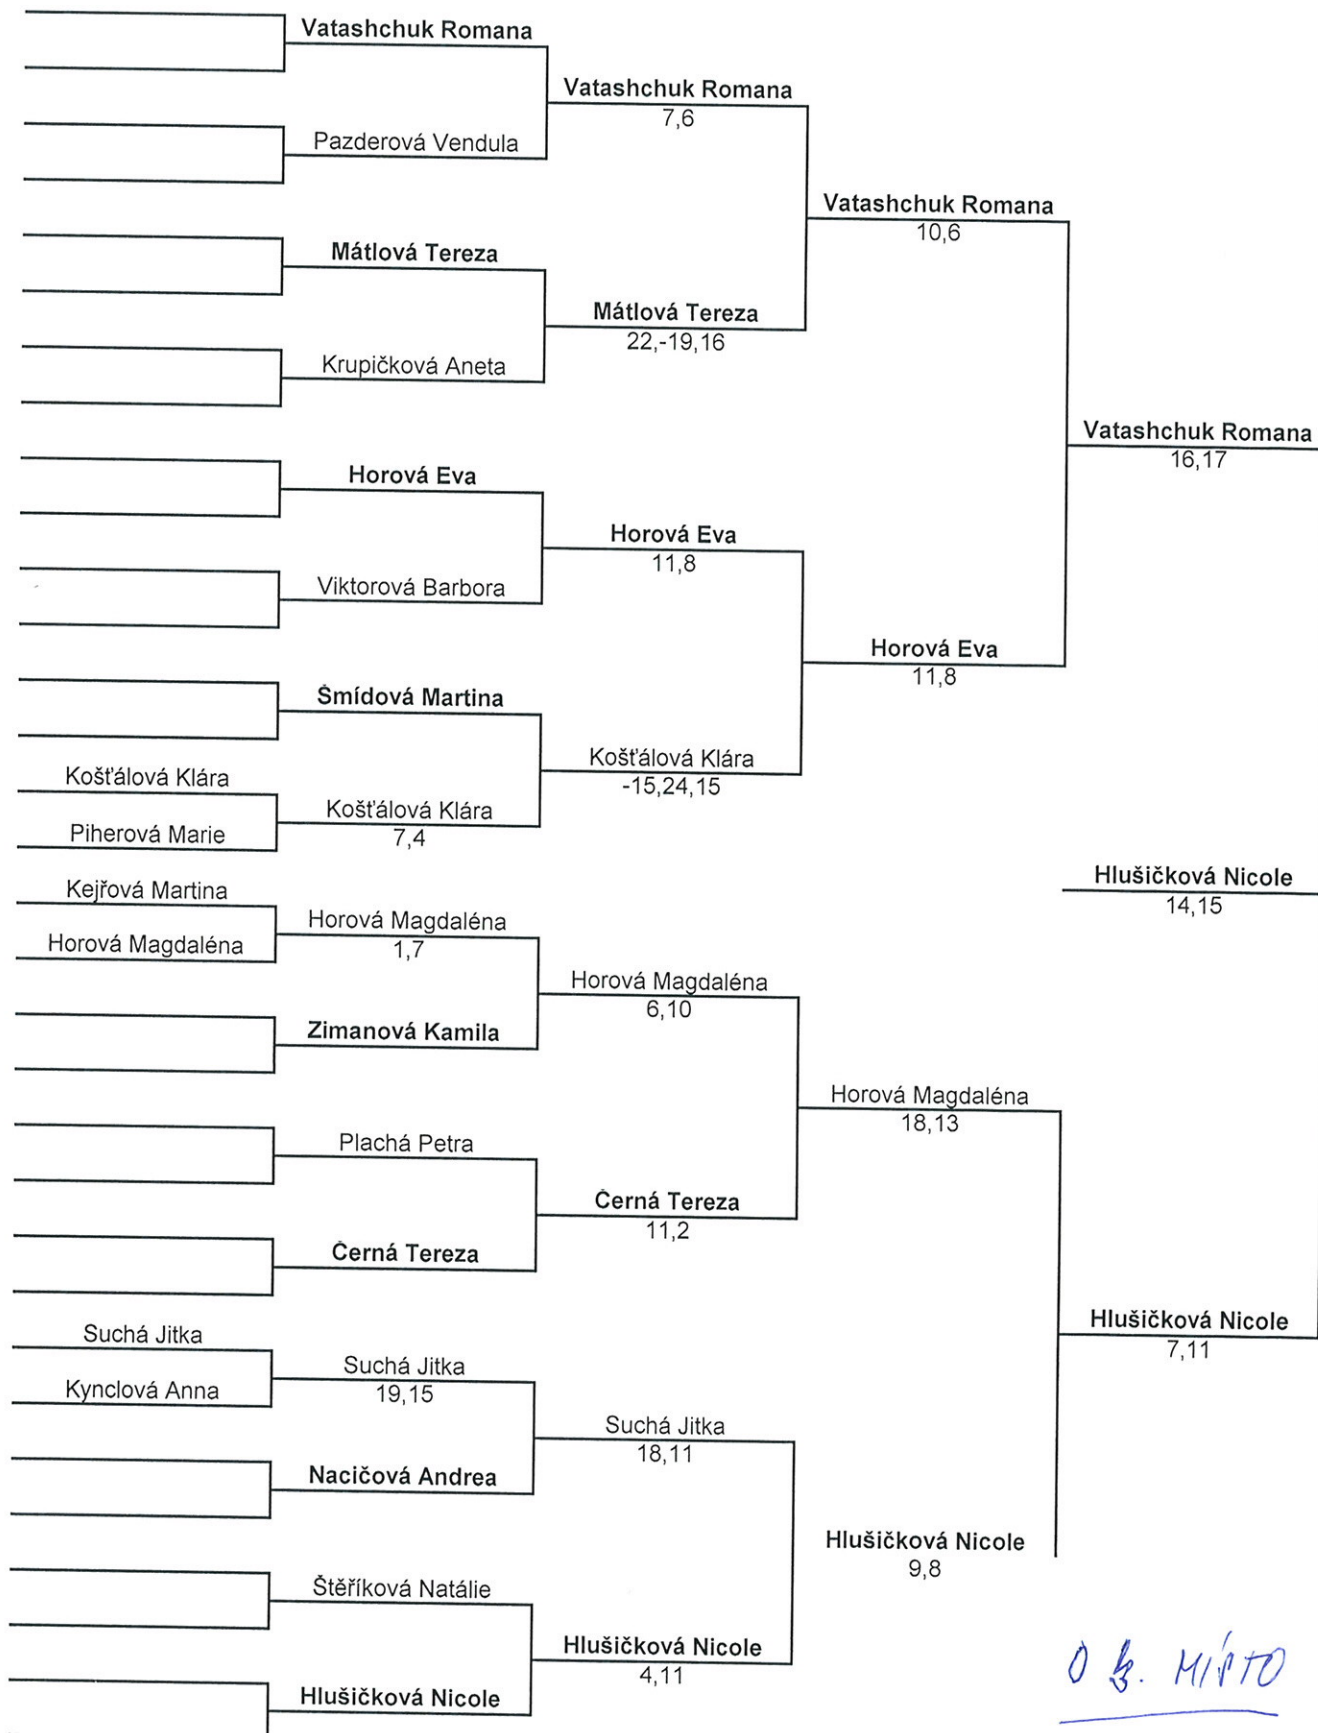 Vatashchuk Romana
Vatashchuk Romana
7,6
Pazderová Vendula
Vatashchuk Romana
10,6
Mátlová Tereza
Mátlová Tereza
22,-19,16
Krupičková Aneta
Vatashchuk Romana
16,17
Horová Eva
Horová Eva
11,8
Viktorová Barbora
Horová Eva
11,8
Šmídová Martina
Košťálová Klára
-15,24,15
Košťálová Klára
Košťálová Klára
7,4
Piherová Marie
Hlušičková Nicole
14,15
Kejřová Martina
Horová Magdaléna
1,7
Horová Magdaléna
Horová Magdaléna
6,10
Zimanová Kamila
Horová Magdaléna
18,13
Plachá Petra
Černá Tereza
11,2
Černá Tereza
Hlušičková Nicole
7,11
Suchá Jitka
Suchá Jitka
19,15
Kynclová Anna
Suchá Jitka
18,11
Nacičová Andrea
Hlušičková Nicole
9,8
Štěříková Natálie
Hlušičková Nicole
4,11
Hlušičková Nicole
O MÍSTO